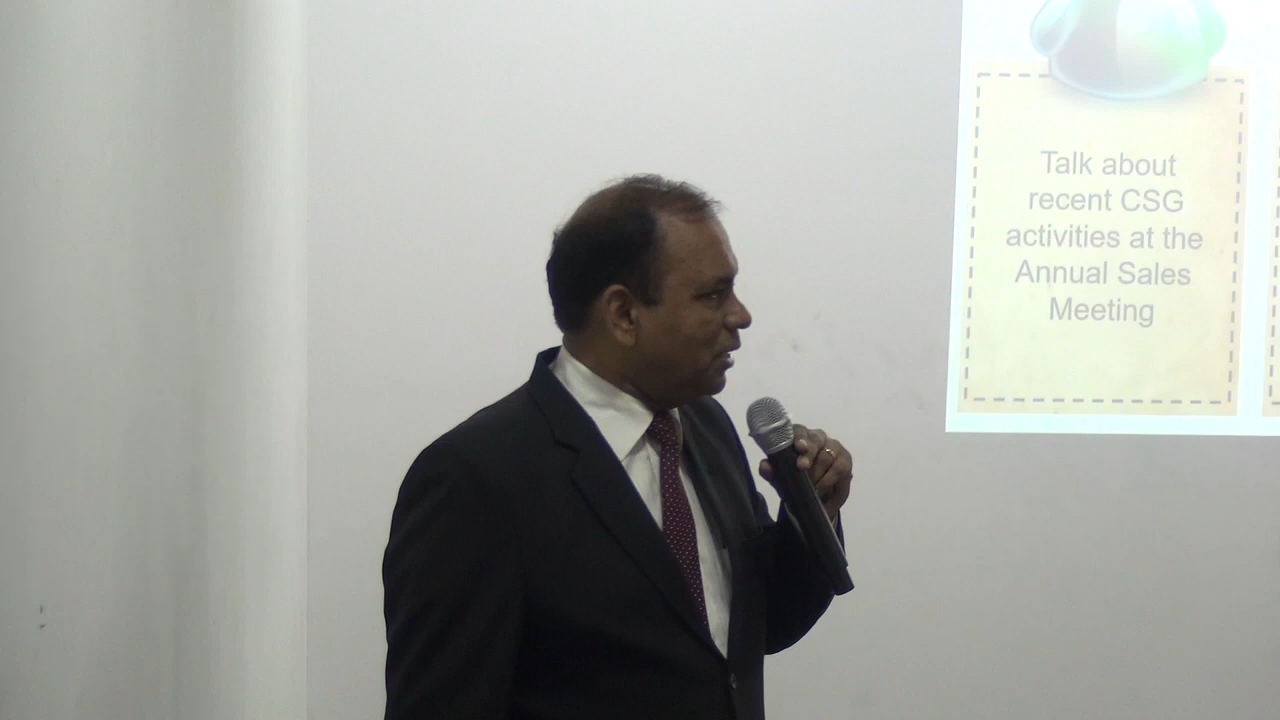 Talk about
recent CSG
activities at the
Annual Sales
Meeting